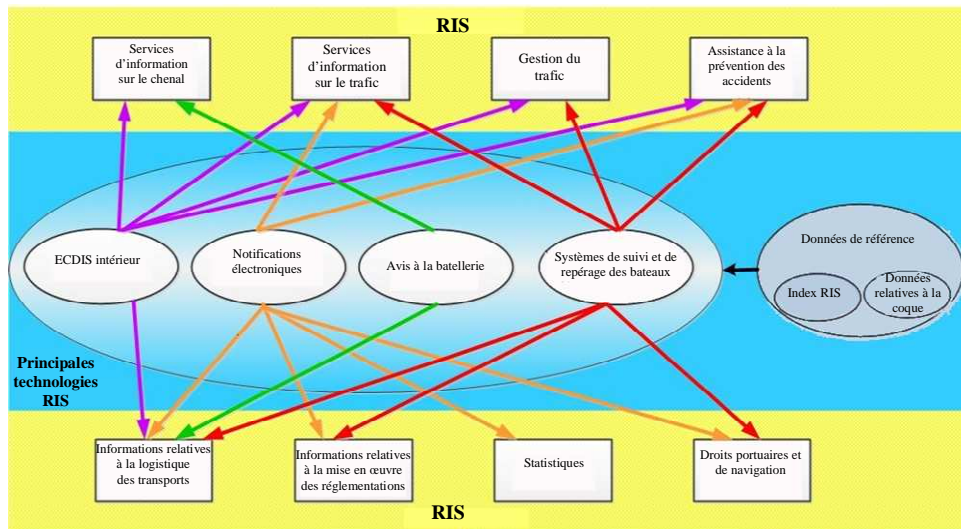 RIS
Services
d'information
sur le chenal
Services
d'information
sur le trafic
Gestion du
trafic
Assistance à la
prévention des
accidents
ECDIS intérieur
Notifications
électroniques
Avis à la batellerie
Systèmes de suivi et de
repérage des bateaux
Données de référence
Index RIS
Données
relatives à la
coque
Principales
technologies
RIS
Informations relatives
à la logistique
des transports
Informations relatives
à la mise en œuvre
des réglementations
Statistiques
Droits portuaires et
de navigation
RIS